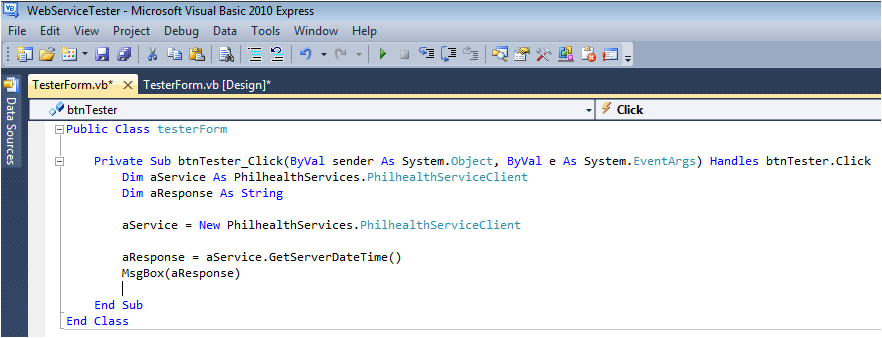 WebServiceTester - Microsoft Visual Basic 2010 Express
File Edit View Project Debug Data Tools Window Help
TesterForm.vb* TesterForm.vb [Design]*
Data Sources
btnTester Click
Public Class testerForm
Private Sub btnTester_Click(ByVal sender As System.Object, ByVal e As System.EventArgs) Handles btnTester.Click
Dim aService As PhilhealthServices.PhilhealthServiceClient
Dim aResponse As String
aService = New PhilhealthServices.PhilhealthServiceClient
aResponse = aService.GetServerDateTime()
MsgBox(aResponse)
End Sub
End Class